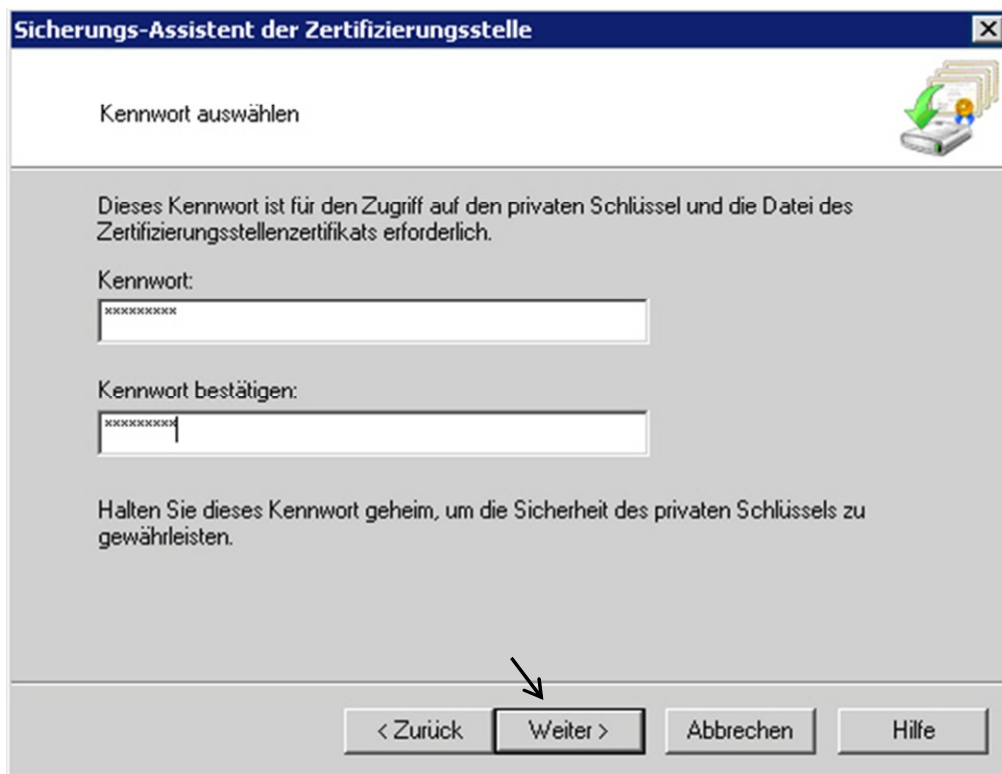 Sicherungs-Assistent der Zertifizierungsstelle
Kennwort auswählen
Dieses Kennwort ist für den Zugriff auf den privaten Schlüssel und die Datei des
Zertifizierungsstellenzertifikats erforderlich.
Kennwort:
×××××××××
Kennwort bestätigen:
×××××××××
Halten Sie dieses Kennwort geheim, um die Sicherheit des privaten Schlüssels zu
gewährleisten.
< Zurück Weiter > Abbrechen Hilfe